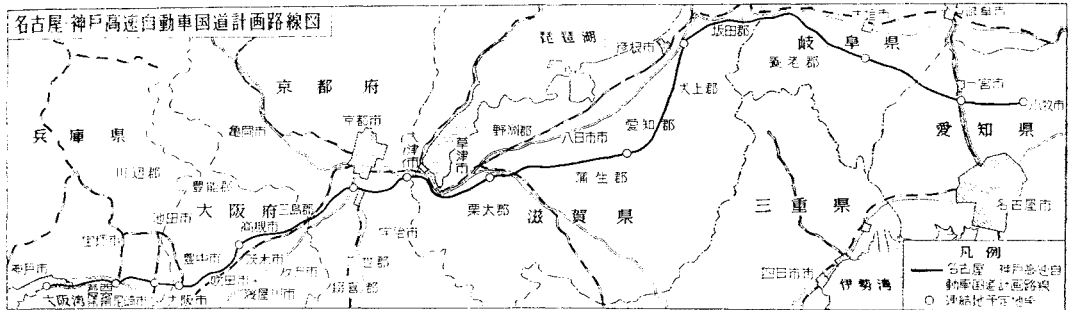 名古屋・神戸高速自動車国道計画路線図
琵琶湖
彦根市
坂田郡
岐阜県
養老郡
京都府
京都市
亀岡市
兵庫県
川辺郡
豊能郡
大阪府
三島郡
池田市
高槻市
茨木市
豊中市
吹田市
神戸市
大阪湾
尼崎市
大阪市
宇治市
大津市
草津市
野洲郡
八日市市
愛知郡
犬上郡
蒲生郡
栗太郡
滋賀県
三重県
四日市市
伊勢湾
一宮市
小牧市
愛知県
名古屋市
凡例
名古屋・神戸高速自
動車国道計画路線
連結地予定地点